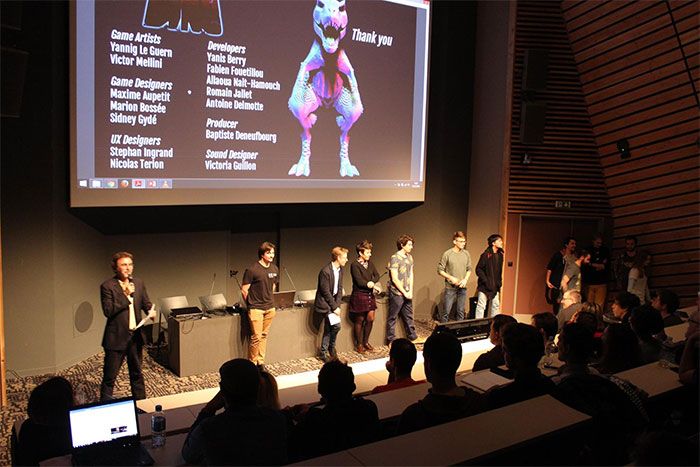 Game Artists
Yannig Le Guern
Victor Mellini
Game Designers
Maxime Aupetit
Marion Bossée
Sidney Gydé
UX Designers
Stephan Ingrand
Nicolas Terlon
Developers
Yanis Berry
Fabien Fouetillou
Allaoua Nait-Hamouch
Romain Jallet
Antoine Delmotte
Producer
Baptiste Deneufbourg
Sound Designer
Victoria Guillon
Thank you